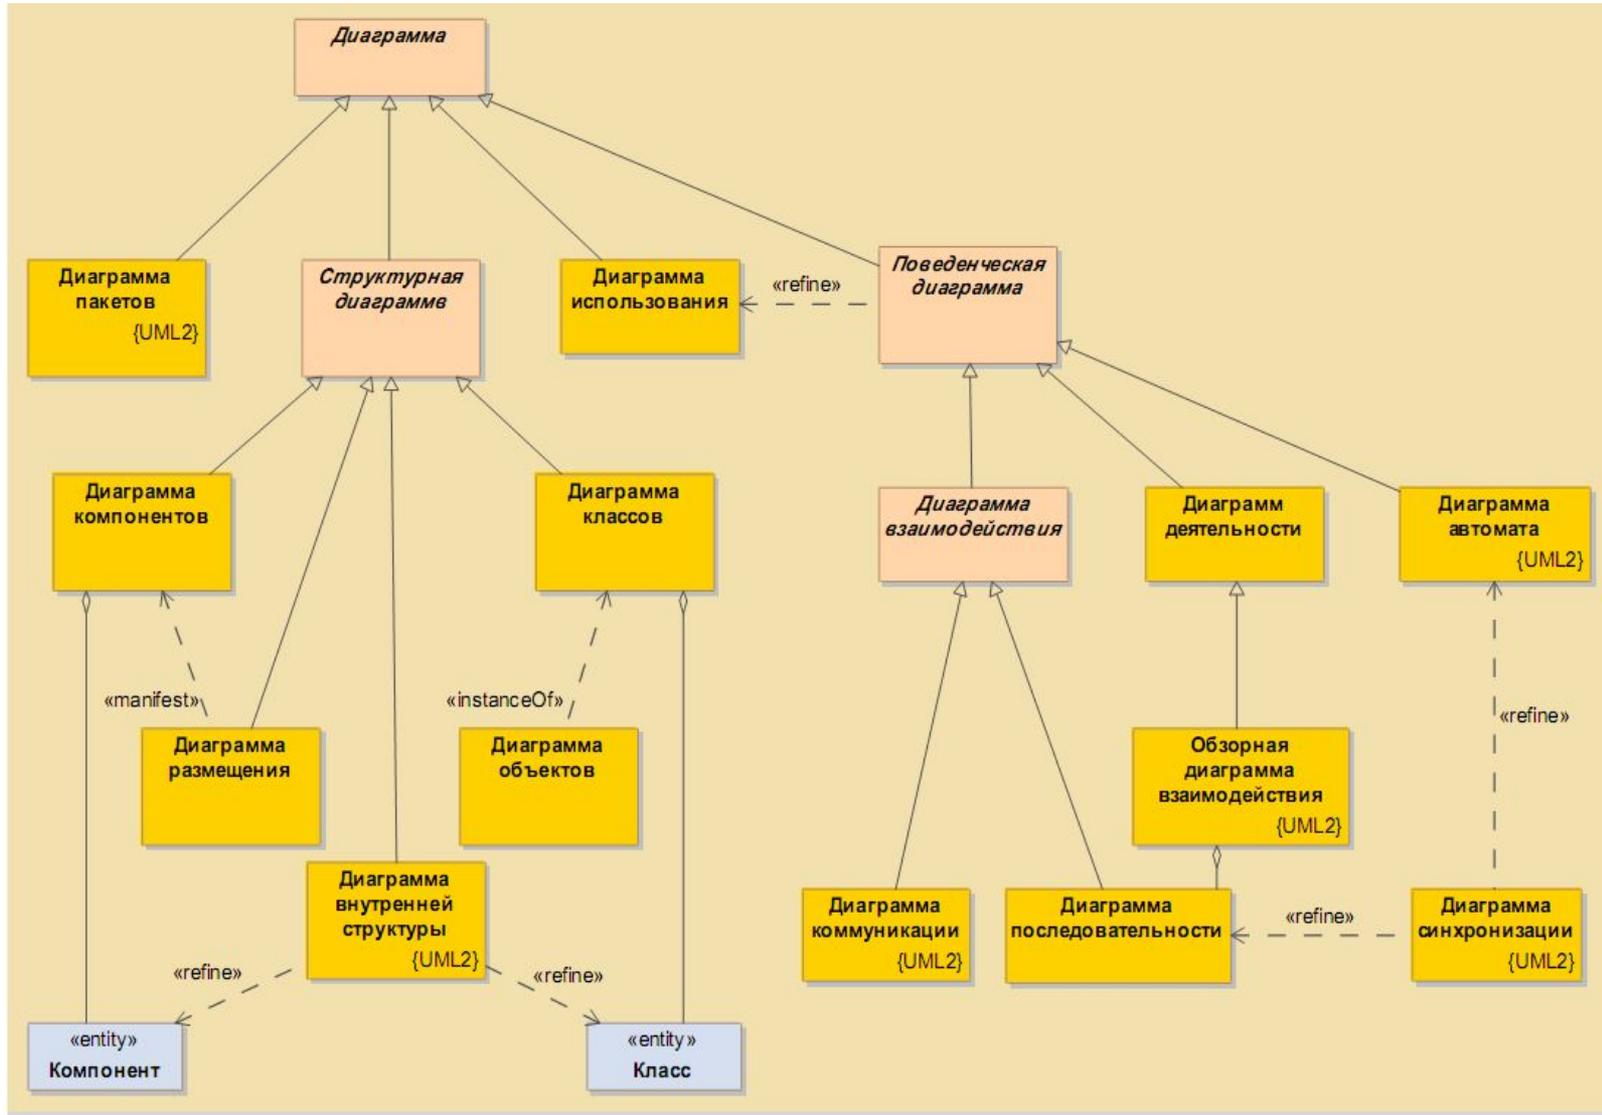 Диаграмма
Диаграмма
пакетов
{UML2}
Структурная
диаграммв
Диаграмма
использования
«refine»
Поведенческая
диаграмма
Диаграмма
компонентов
Диаграмма
классов
Диаграмма
взаимодействия
Диаграмм
деятельности
Диаграмма
автомата
{UML2}
«manifest»
«instanceOf»
«refine»
Диаграмма
размещения
Диаграмма
объектов
Обзорная
диаграмма
взаимодействия
{UML2}
Диаграмма
внутренней
структуры
{UML2}
Диаграмма
коммуникации
{UML2}
Диаграмма
последовательности
«refine»
Диаграмма
синхронизации
{UML2}
«refine»
«refine»
«entity»
Компонент
«entity»
Класс